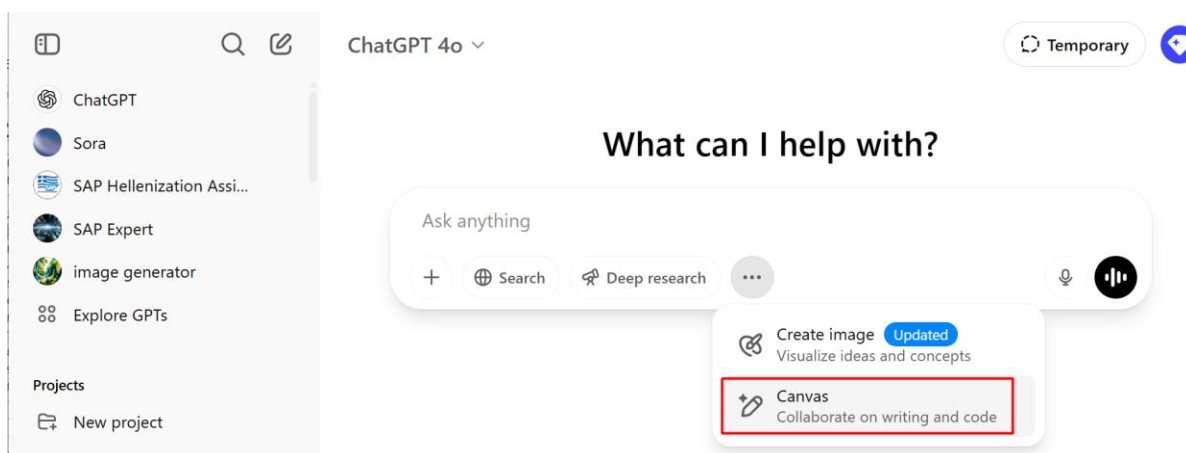 ChatGPT 4o
Temporary
ChatGPT
Sora
SAP Hellenization Assi...
SAP Expert
image generator
Explore GPTs
Projects
New project
What can I help with?
Ask anything
Search
Deep research
Create image Updated
Visualize ideas and concepts
Canvas
Collaborate on writing and code